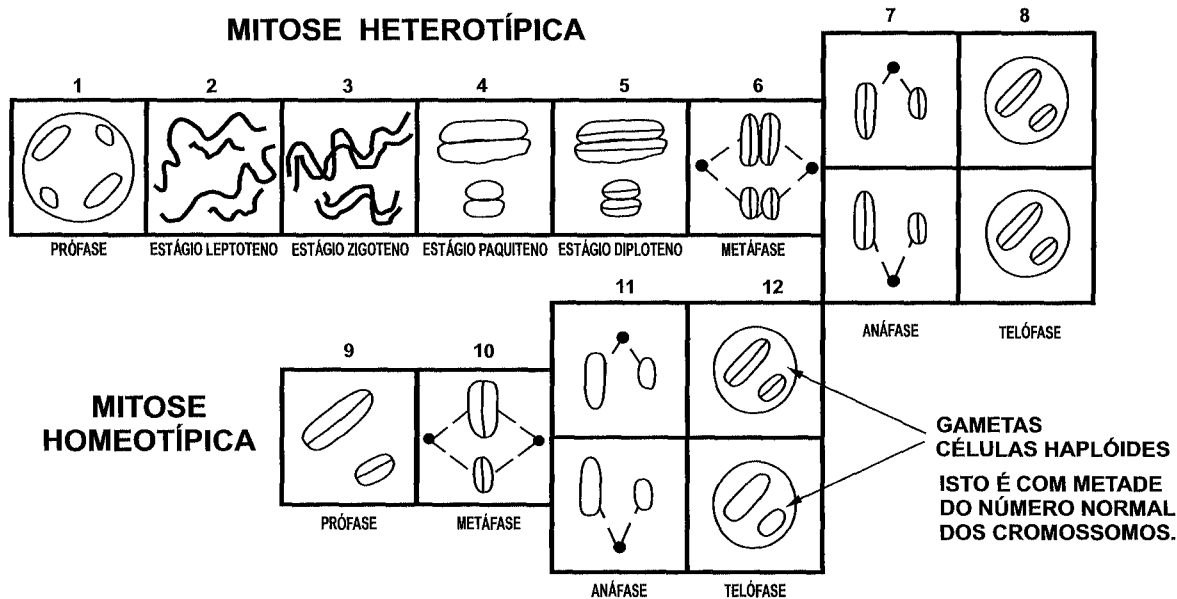 MITOSE HETEROTÍPICA
1
2
3
4
5
6
7
8
PRÓFASE
ESTÁGIO LEPTOTENO
ESTÁGIO ZIGOTENO
ESTÁGIO PAQUITENO
ESTÁGIO DIPLOTENO
METÁFASE
ANÁFASE
TELÓFASE
MITOSE
HOMEOTÍPICA
9
10
11
12
PRÓFASE
METÁFASE
ANÁFASE
TELÓFASE
GAMETAS
CÉLULAS HAPLÓIDES
ISTO É COM METADE
DO NÚMERO NORMAL
DOS CROMOSSOMOS.